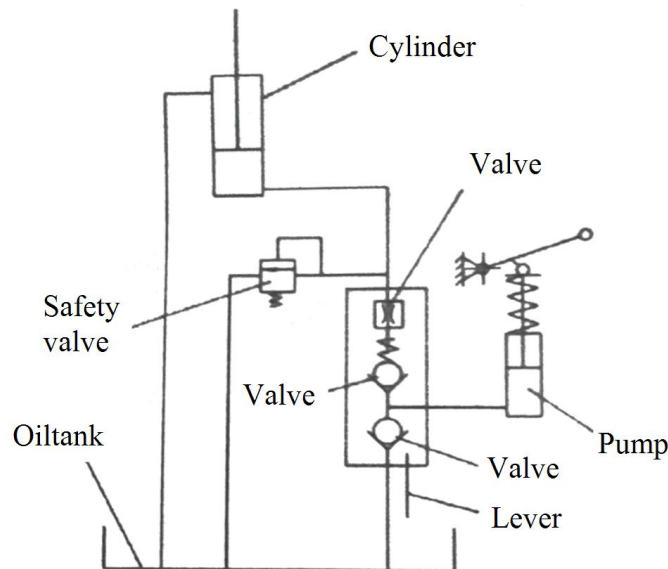 Cylinder
Valve
Safety
valve
Valve
Oiltank
Valve
Pump
Lever